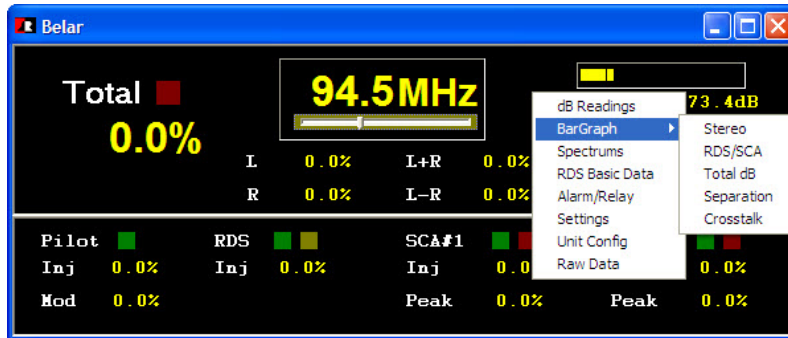 Belar
Total
94.5MHz
73.4dB
0.0%
L 0.0% L+R 0.0%
R 0.0% L-R 0.0%
dB Readings
BarGraph
Spectrums
RDS Basic Data
Alarm/Relay
Settings
Unit Config
Raw Data
Stereo
RDS/SCA
Total dB
Separation
Crosstalk
Pilot RDS SCA#1
Inj 0.0% Inj 0.0% Inj 0.0 0.0%
Mod 0.0% Peak 0.0% Peak 0.0%